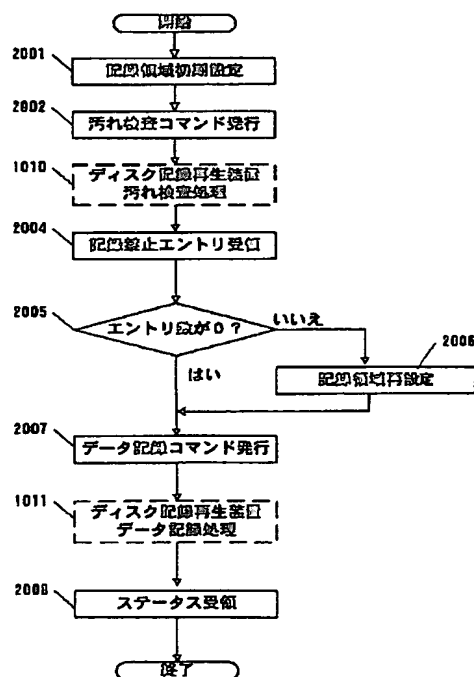 開始
2001
記録領域初期設定
2002
汚れ検査コマンド発行
1010
ディスク記録再生装置
汚れ検査処理
2004
記録禁止エントリ受領
2005
エントリ数が0?
いいえ
はい
2006
記録領域再設定
2007
データ記録コマンド発行
1011
ディスク記録再生装置
データ記録処理
2008
ステータス受領
終了